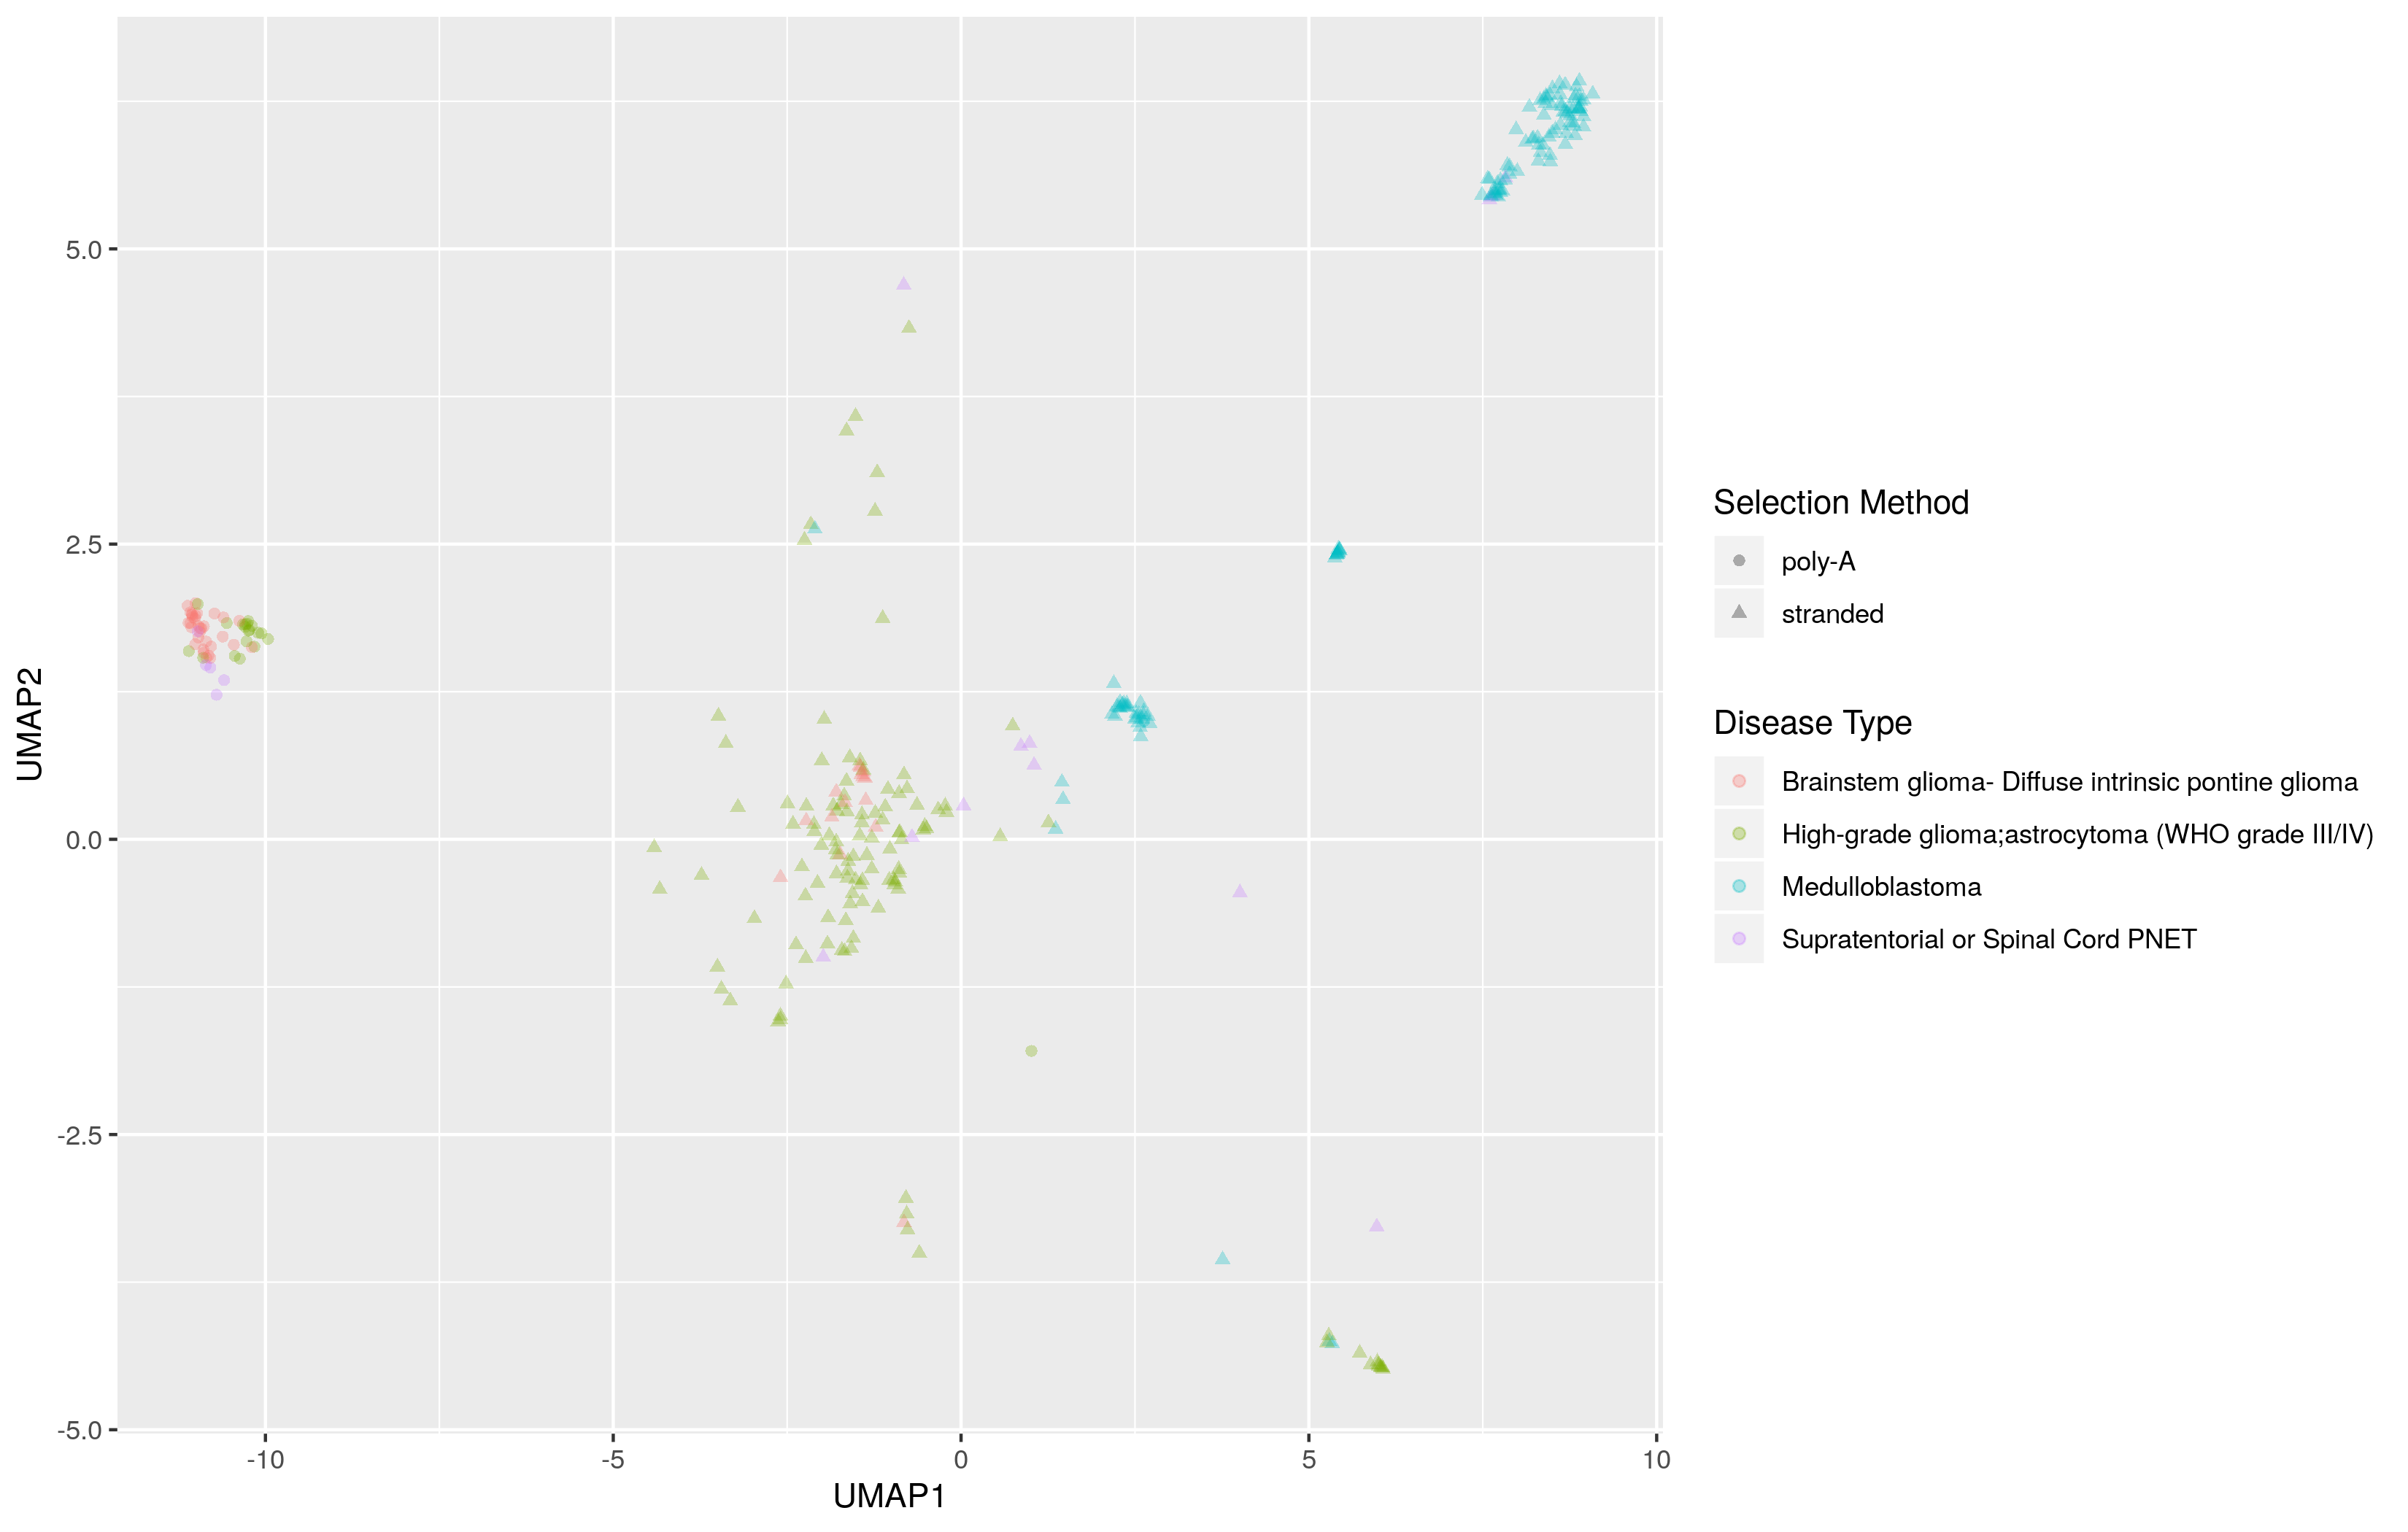 5.0
2.5
0.0
-2.5
-5.0
UMAP2
-10
-5
0
5
10
UMAP1
Selection Method
poly-A
stranded
Disease Type
Brainstem glioma- Diffuse intrinsic pontine glioma
High-grade glioma;astrocytoma (WHO grade III/IV)
Medulloblastoma
Supratentorial or Spinal Cord PNET